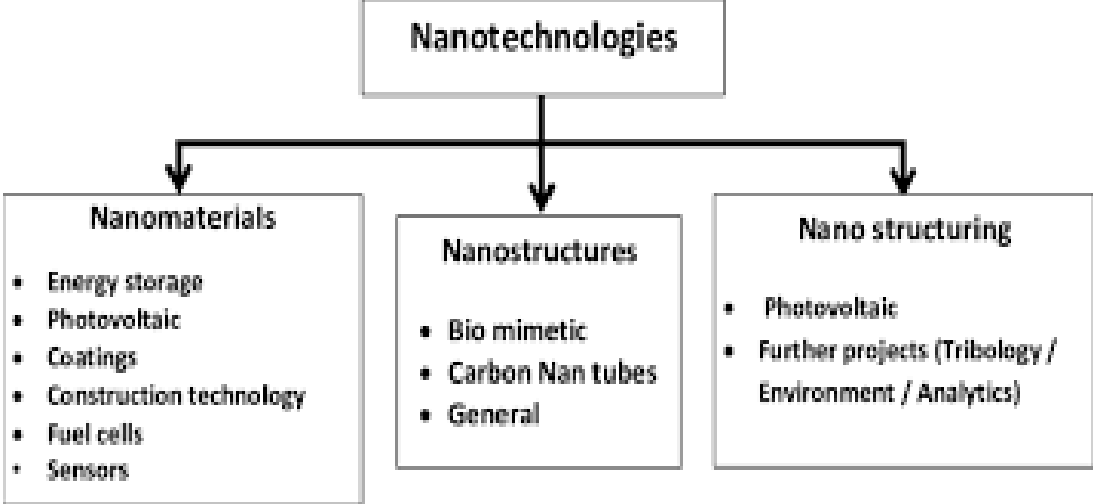 Nanotechnologies
Nanomaterials
• Energy storage
• Photovoltaic
• Coatings
• Construction technology
• Fuel cells
• Sensors
Nanostructures
• Bio mimetic
• Carbon Nan tubes
• General
Nano structuring
• Photovoltaic
• Further projects (Tribology /
Environment / Analytics)